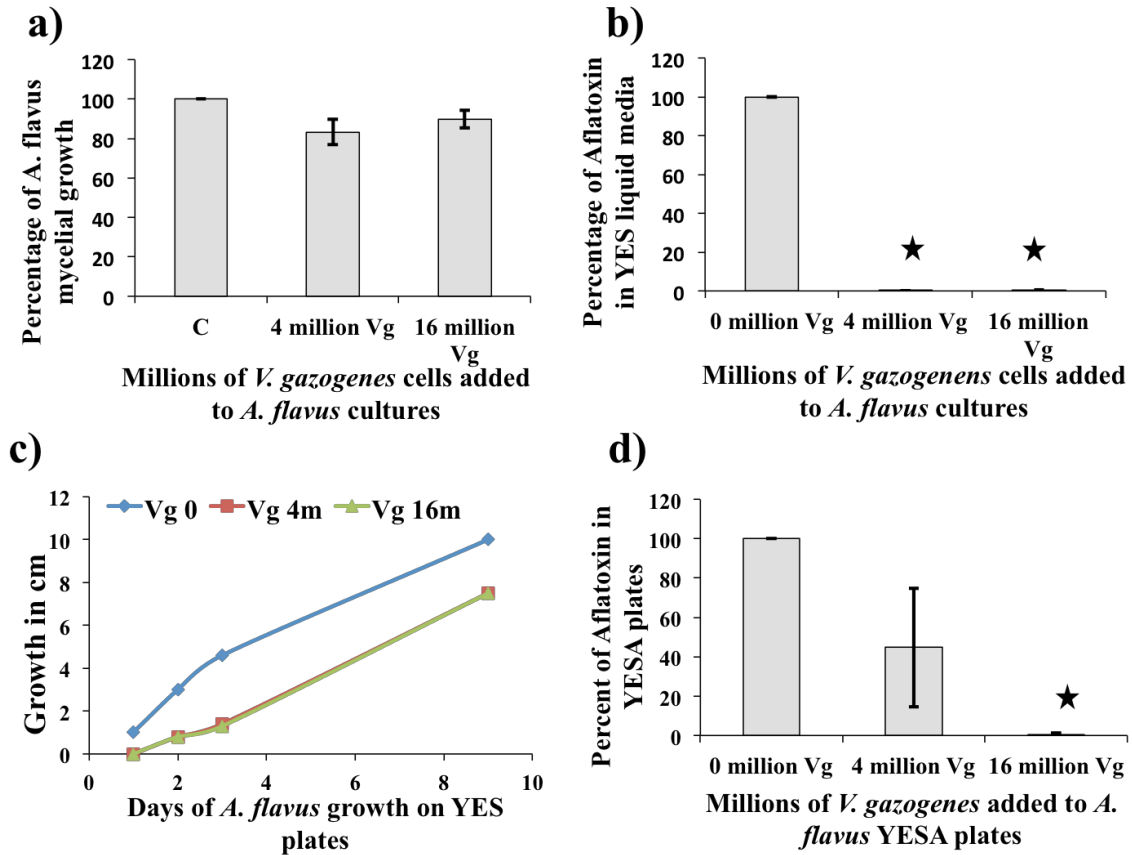 a)
120
100
80
60
40
20
0
Percentage of A. flavus
mycelial growth
C
4 million Vg
16 million
Vg
Millions of V. gazogenes cells added
to A. flavus cultures
b)
120
100
80
60
40
20
0
Percentage of Aflatoxin
in YES liquid media
0 million Vg
4 million Vg
16 million
Vg
Millions of V. gazogenens cells added
to A. flavus cultures
c)
12
10
8
6
4
2
0
Growth in cm
Vg 0
Vg 4m
Vg 16m
0
2
4
6
8
10
Days of A. flavus growth on YES
plates
d)
120
100
80
60
40
20
0
Percent of Aflatoxin in
YESA plates
0 million Vg
4 million Vg
16 million Vg
Millions of V. gazogenes added to A.
flavus YESA plates